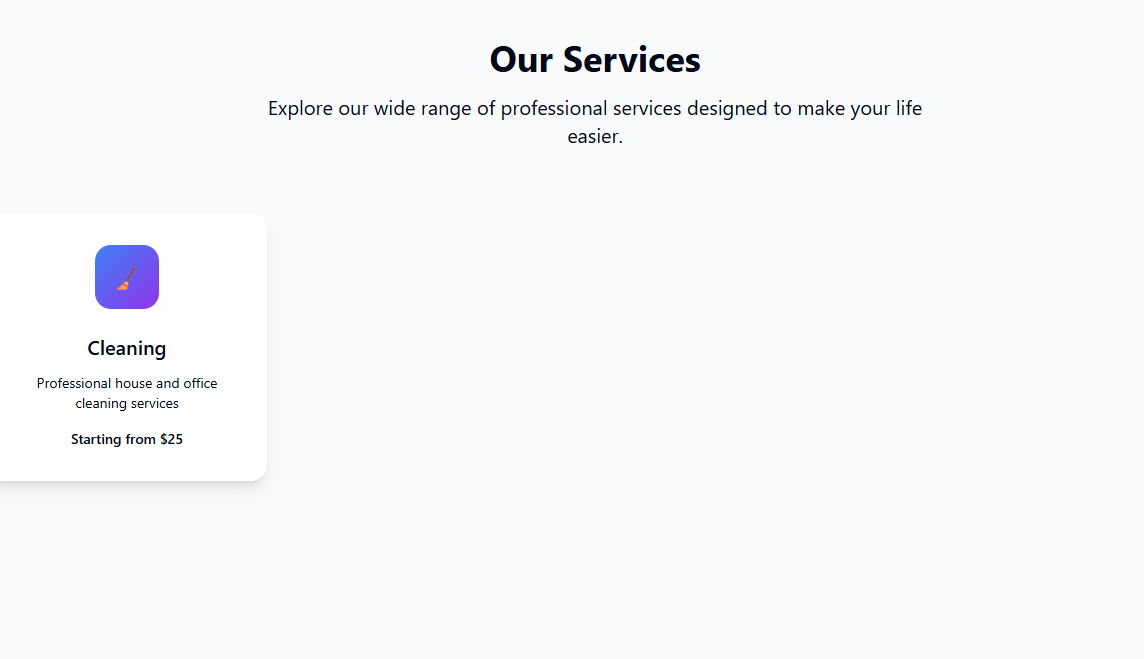 Our Services
Explore our wide range of professional services designed to make your life
easier.
Cleaning
Professional house and office
cleaning services
Starting from $25